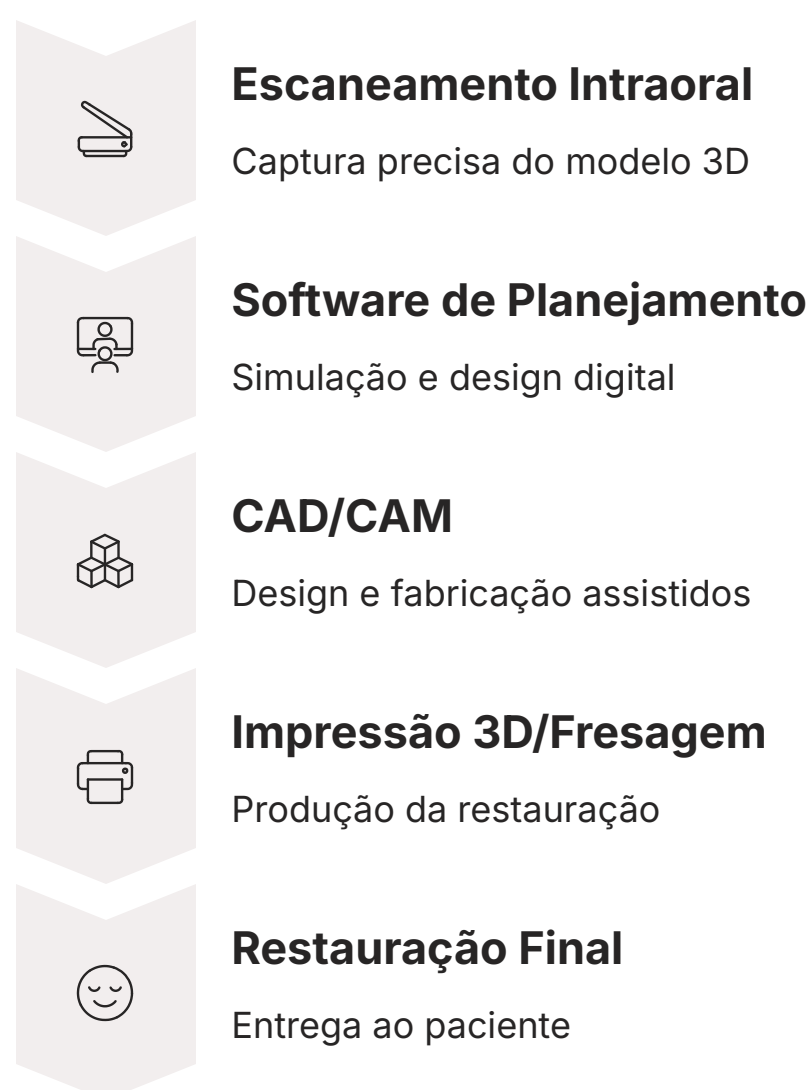 Escaneamento Intraoral
Captura precisa do modelo 3D
Software de Planejamento
Simulação e design digital
CAD/CAM
Design e fabricação assistidos
Impressão 3D/Fresagem
Produção da restauração
Restauração Final
Entrega ao paciente